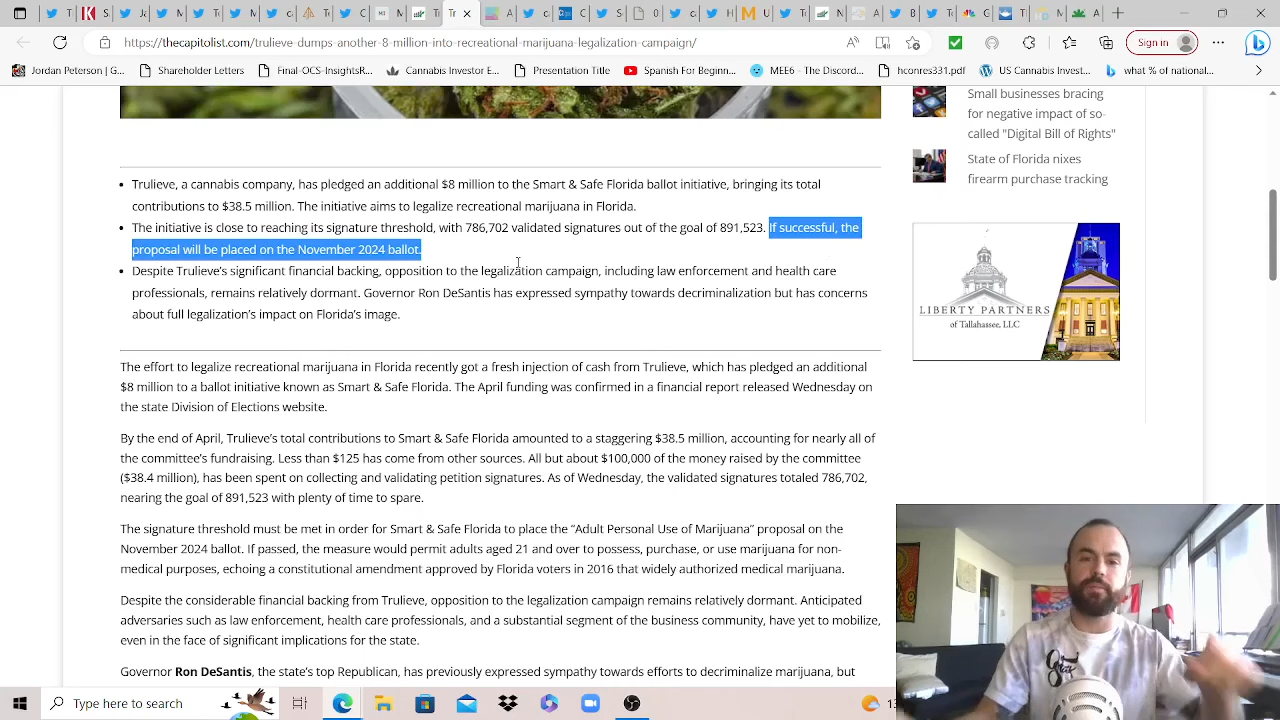 Tr
https://thecapitolist.com/trulieve-dumps-another-8-million-into-recreational-marijuana-legalization-campaign/
Sign in
Jordan Peterson | G...
Literature
Final-OCS-InsightsR
Cannabis Investor L...
Literature
PTents
Spanish For Begin...
MEE6 - Discord Bot
Discord Developer...
Literature
Small businesses bracing
for negative impact of so-
called "Digital Bill of Rights"
State of Florida nixes
firearm purchase tracking
LIBERTY PARTNERS
of Tallahassee, LLC
• Trulieve, a cannabis company, has pledged an additional $8 million to the Smart & Safe Florida ballot initiative, bringing its total
contributions to $38.5 million. The initiative aims to legalize recreational marijuana in Florida.
• The initiative is close to reaching its signature threshold, with 786,702 validated signatures out of the goal of 891,523. If successful, the
proposal will be placed on the November 2024 ballot.
• Despite Trulieve's significant financial backing, opposition to the legalization campaign, including law enforcement and health care
professionals, remains relatively dormant. Governor Ron DeSantis has expressed sympathy towards decriminalization but has concerns
about full legalization's impact on Florida's image.
The effort to legalize recreational marijuana in Florida recently got a fresh injection of cash from Trulieve, which has pledged an additional
$8 million to a ballot initiative known as Smart & Safe Florida. The April funding was confirmed in a financial report released Wednesday on
the state Division of Elections website.
By the end of April, Trulieve's total contributions to Smart & Safe Florida amounted to a staggering $38.5 million, accounting for nearly all of
the committee's fundraising. Less than $125 has come from other sources. All but about $100,000 of the money raised by the committee
($38.4 million), has been spent on collecting and validating petition signatures. As of Wednesday, the validated signatures totaled 786,702,
nearing the goal of 891,523 with plenty of time to spare.
The signature threshold must be met in order for Smart & Safe Florida to place the "Adult Personal Use of Marijuana" proposal on the
November 2024 ballot. If passed, the measure would permit adults aged 21 and over to possess, purchase, or use marijuana for non-
medical purposes, echoing a constitutional amendment approved by Florida voters in 2016 that widely authorized medical marijuana.
Despite the considerable financial backing from Trulieve, opposition to the legalization campaign remains relatively dormant. Anticipated
adversaries such as law enforcement, health care professionals, and a substantial segment of the business community, have yet to mobilize,
even in the face of significant implications for the state.
Governor Ron DeSantis, the state's top Republican, has previously expressed sympathy towards efforts to decriminalize marijuana, but
Type here to search